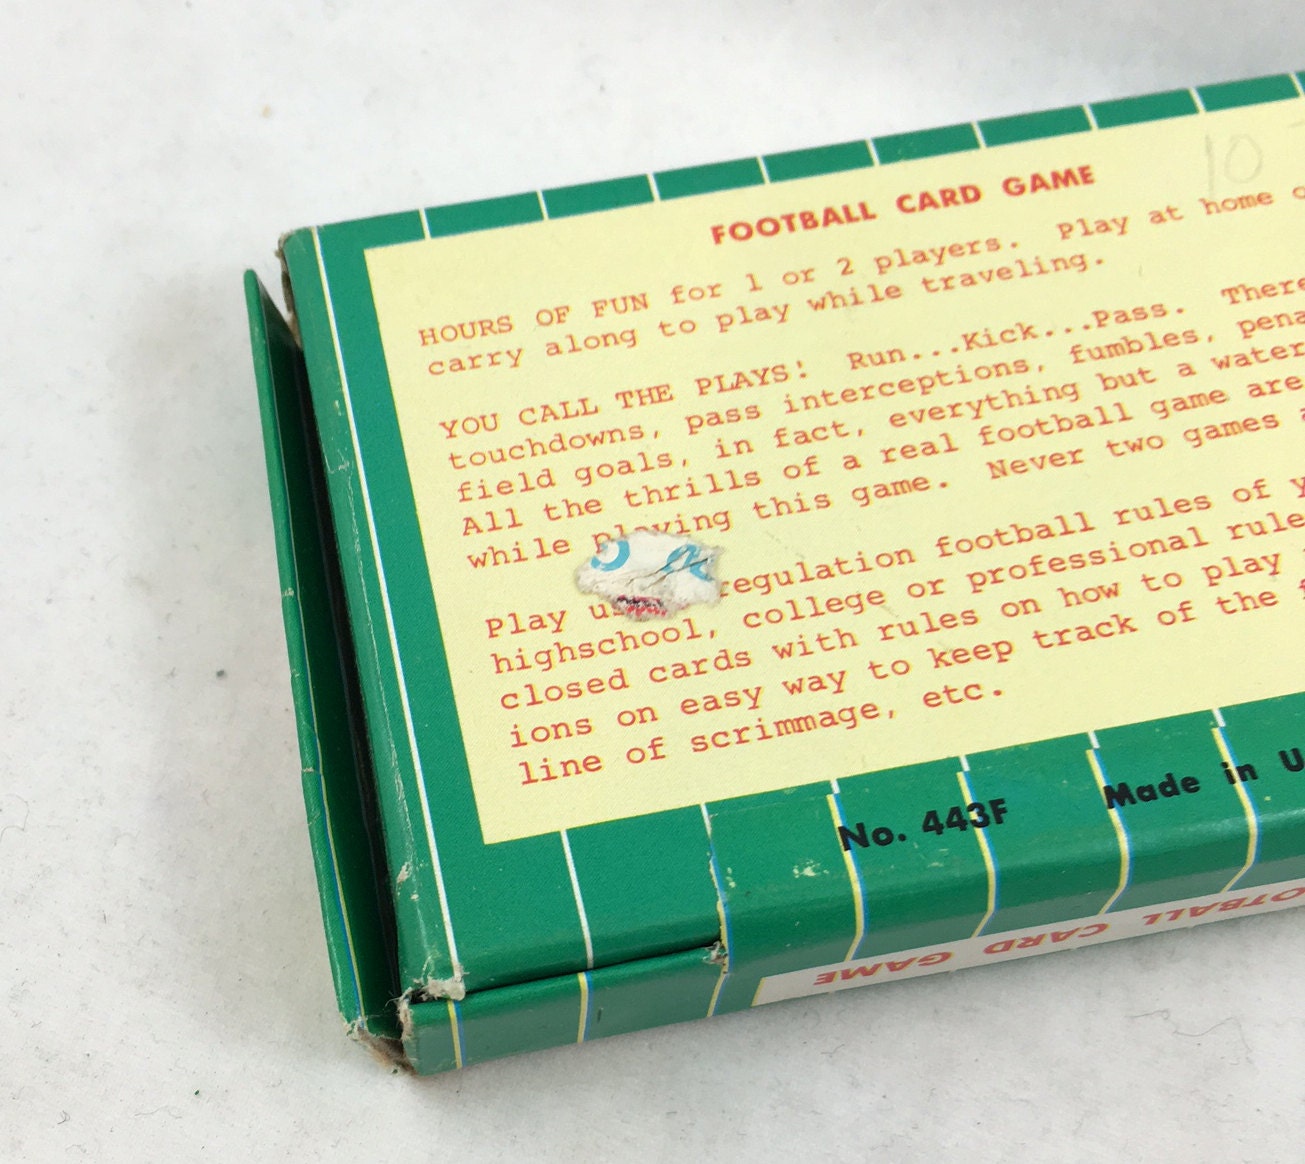 10
FOOTBALL CARD GAME
HOURS OF FUN for 1 or 2 players. Play at home
carry along to play while traveling.
YOU CALL THE PLAYS! Run...Kick...Pass. There
touchdowns, pass interceptions, fumbles, pena
field goals, in fact, everything but a water
All the thrills of a real football game are
while playing this game. Never two games
Play regulation football rules of
highschool, college or professional rule
closed cards with rules on how to play
ions on easy way to keep track of the
line of scrimmage, etc.
No. 443F Made in U
FOOTBALL CARD GAME